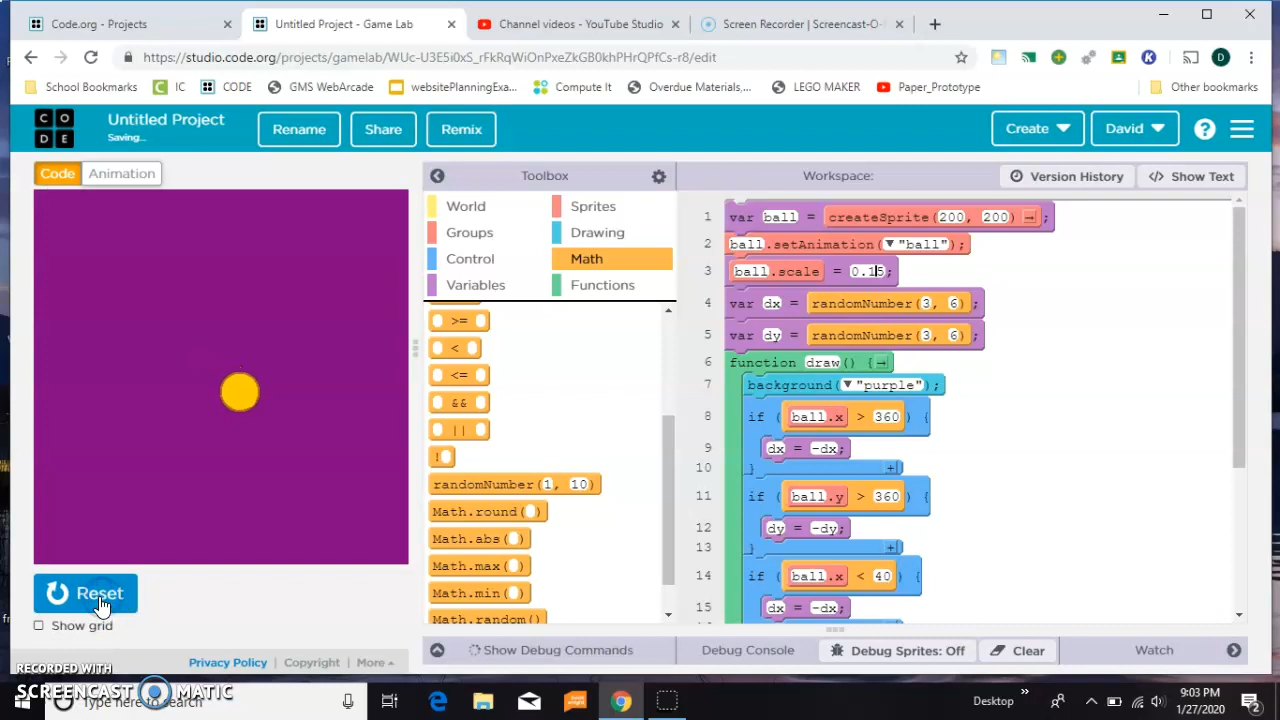 Code.org - Projects
Untitled Project - Game Lab
Channel videos - YouTube Studio
Screen Recorder | Screencast-O-
https://studio.code.org/projects/gamelab/WUc-U3E5i0xS_rFkRqWiOnPxeZkGB0khPHrQPfCs-r8/edit
D
School Bookmarks
IC
CODE
GMS WebArcade
websitePlanningExa...
Compute It
Overdue Materials,...
LEGO MAKER
Paper_Prototype
Other bookmarks
C O
D E
Untitled Project
Saving...
Rename
Share
Remix
Create
David
?
Code
Animation
Toolbox
Workspace:
Version History
</> Show Text
World
Sprites
Groups
Drawing
Control
Math
Variables
Functions
>=
<
<=
&&
||
!
randomNumber(1, 10)
Math.round()
Math.abs()
Math.max()
Math.min()
Math.random()
1 var ball = createSprite(200, 200);
2 ball.setAnimation("ball");
3 ball.scale = 0.15;
4 var dx = randomNumber(3, 6);
5 var dy = randomNumber(3, 6);
6 function draw() {
7 background("purple");
8 if (ball.x > 360) {
9 dx = -dx;
10 }
11 if (ball.y > 360) {
12 dy = -dy;
13 }
14 if (ball.x < 40) {
15 dx = -dx;
Reset
Show grid
Privacy Policy
Copyright
More
Show Debug Commands
Debug Console
Debug Sprites: Off
Clear
Watch
RECORDED WITH
SCREENCAST MATIC
Type here to search
Desktop
9:03 PM
1/27/2020
2